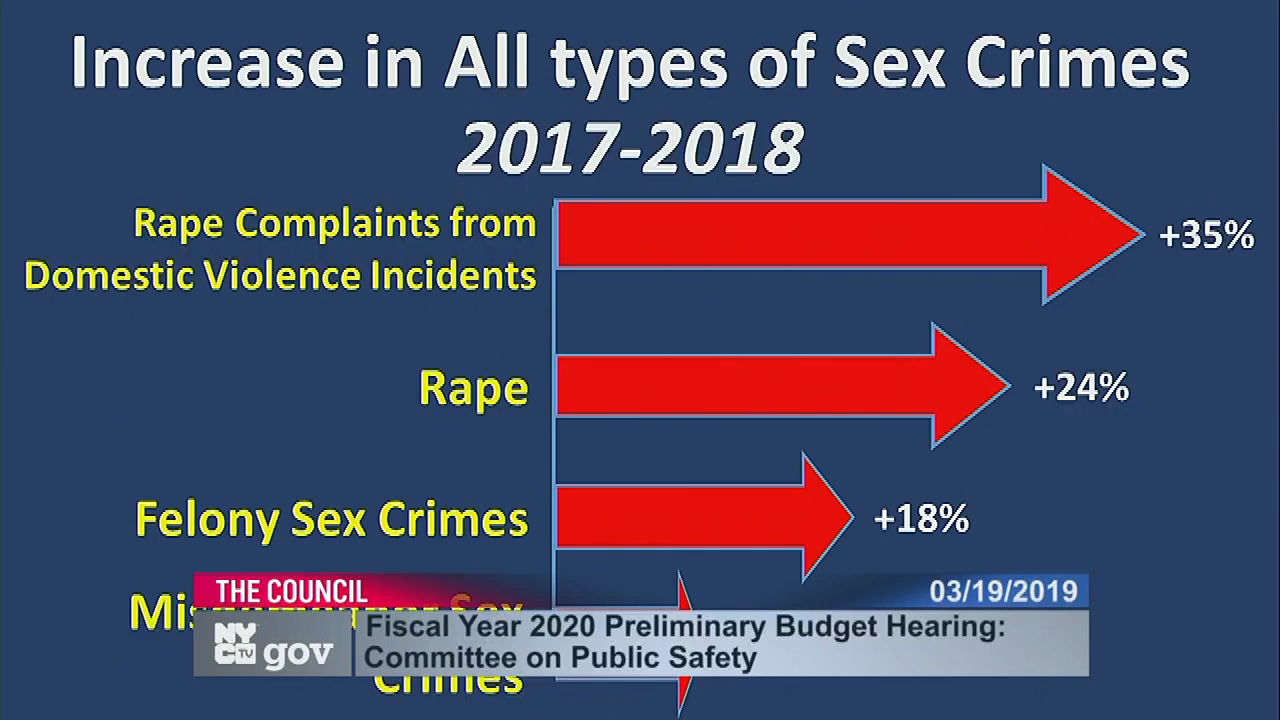 Increase in All types of Sex Crimes
2017-2018
Rape Complaints from
Domestic Violence Incidents
+35%
Rape
+24%
Felony Sex Crimes
+18%
Sex
Crimes
THE COUNCIL
03/19/2019
NYC TV gov
Fiscal Year 2020 Preliminary Budget Hearing:
Committee on Public Safety